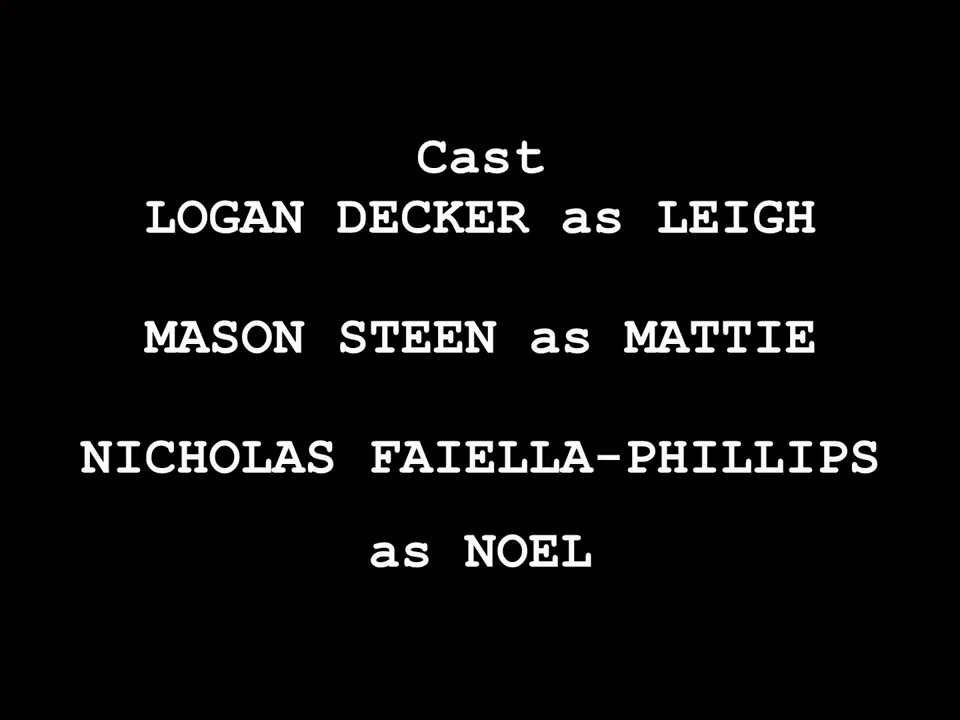 Cast
LOGAN DECKER as LEIGH
MASON STEEN as MATTIE
NICHOLAS FAIELLA-PHILLIPS
as NOEL